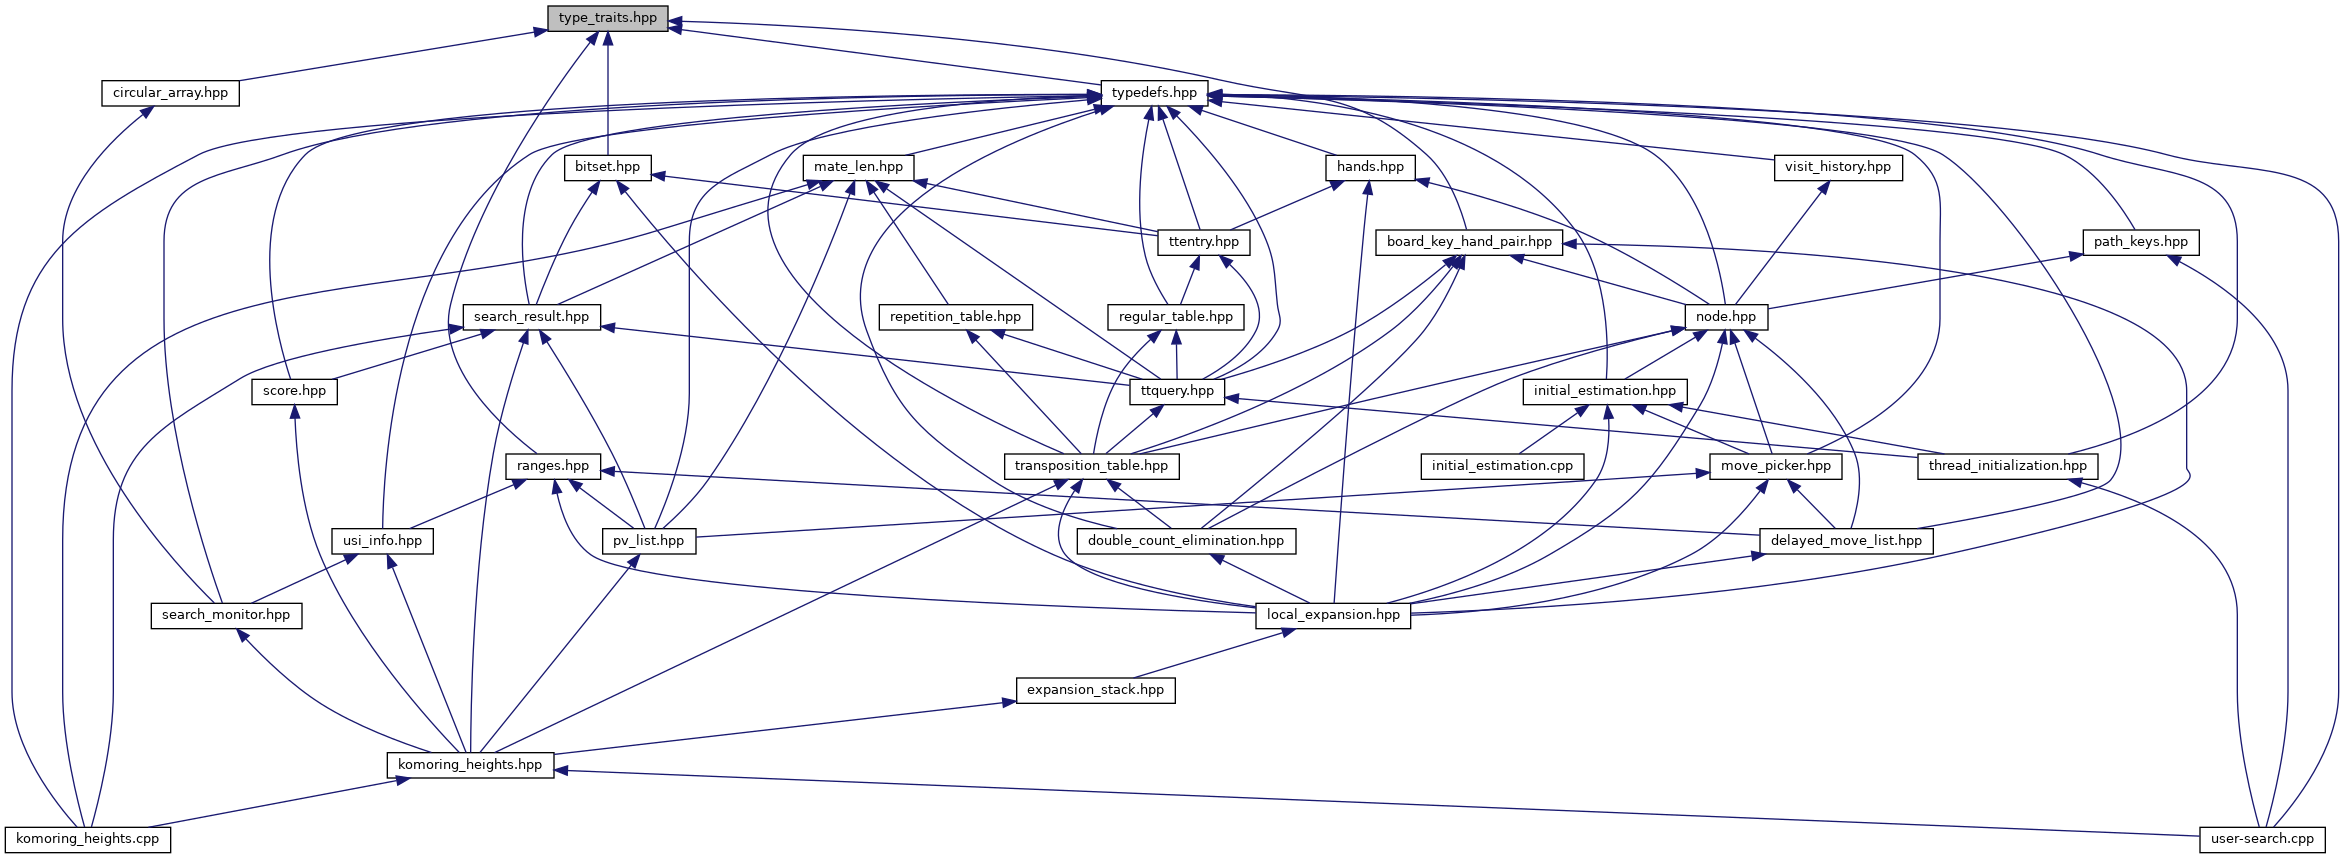 type_traits.hpp
circular_array.hpp
typedefs.hpp
bitset.hpp
mate_len.hpp
hands.hpp
visit_history.hpp
ttentry.hpp
board_key_hand_pair.hpp
path_keys.hpp
search_result.hpp
repetition_table.hpp
regular_table.hpp
node.hpp
score.hpp
ttquery.hpp
initial_estimation.hpp
ranges.hpp
transposition_table.hpp
initial_estimation.cpp
move_picker.hpp
thread_initialization.hpp
usi_info.hpp
pv_list.hpp
double_count_elimination.hpp
delayed_move_list.hpp
search_monitor.hpp
local_expansion.hpp
expansion_stack.hpp
komoring_heights.hpp
komoring_heights.cpp
user-search.cpp